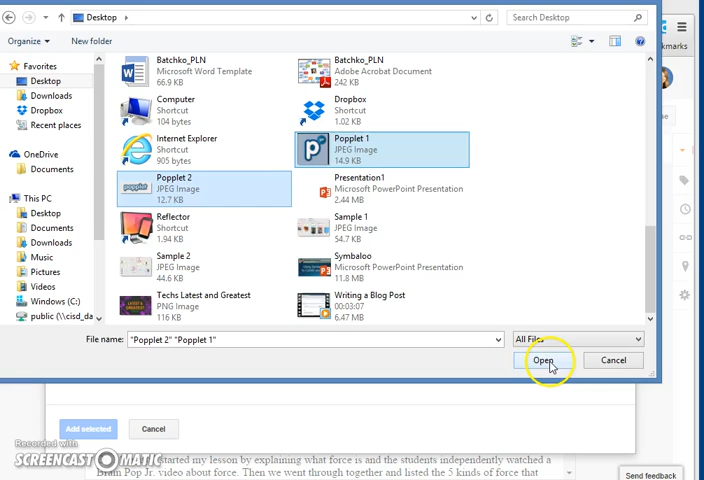 Desktop
Search Desktop
Organize
New folder
Favorites
Desktop
Downloads
Dropbox
Recent places
OneDrive
Documents
This PC
Desktop
Documents
Downloads
Music
Pictures
Videos
Windows (C:)
public (\\cisd_da
Batchko_PLN
Microsoft Word Template
66.9 KB
Batchko_PLN
Adobe Acrobat Document
242 KB
Computer
Shortcut
104 bytes
Dropbox
Shortcut
1.02 KB
Internet Explorer
Shortcut
905 bytes
Popplet 1
JPEG Image
14.9 KB
Popplet 2
JPEG Image
12.7 KB
Presentation1
Microsoft PowerPoint Presentation
2.44 MB
Reflector
Shortcut
1.94 KB
Sample 1
JPEG Image
54.7 KB
Sample 2
JPEG Image
44.6 KB
Symbaloo
Microsoft PowerPoint Presentation
11.8 MB
Techs Latest and Greatest
PNG Image
116 KB
Writing a Blog Post
00:03:07
6.47 MB
File name:
"Popplet 2" "Popplet 1"
All Files
Open
Cancel
kmarks
Add selected
Cancel
Recorded with
SCREENCAST-O-MATIC
started my lesson by explaining what force is and the students independently watched a
Brain Pop Jr. video about force. Then we went through together and listed the 5 kinds of force that
Send feedback